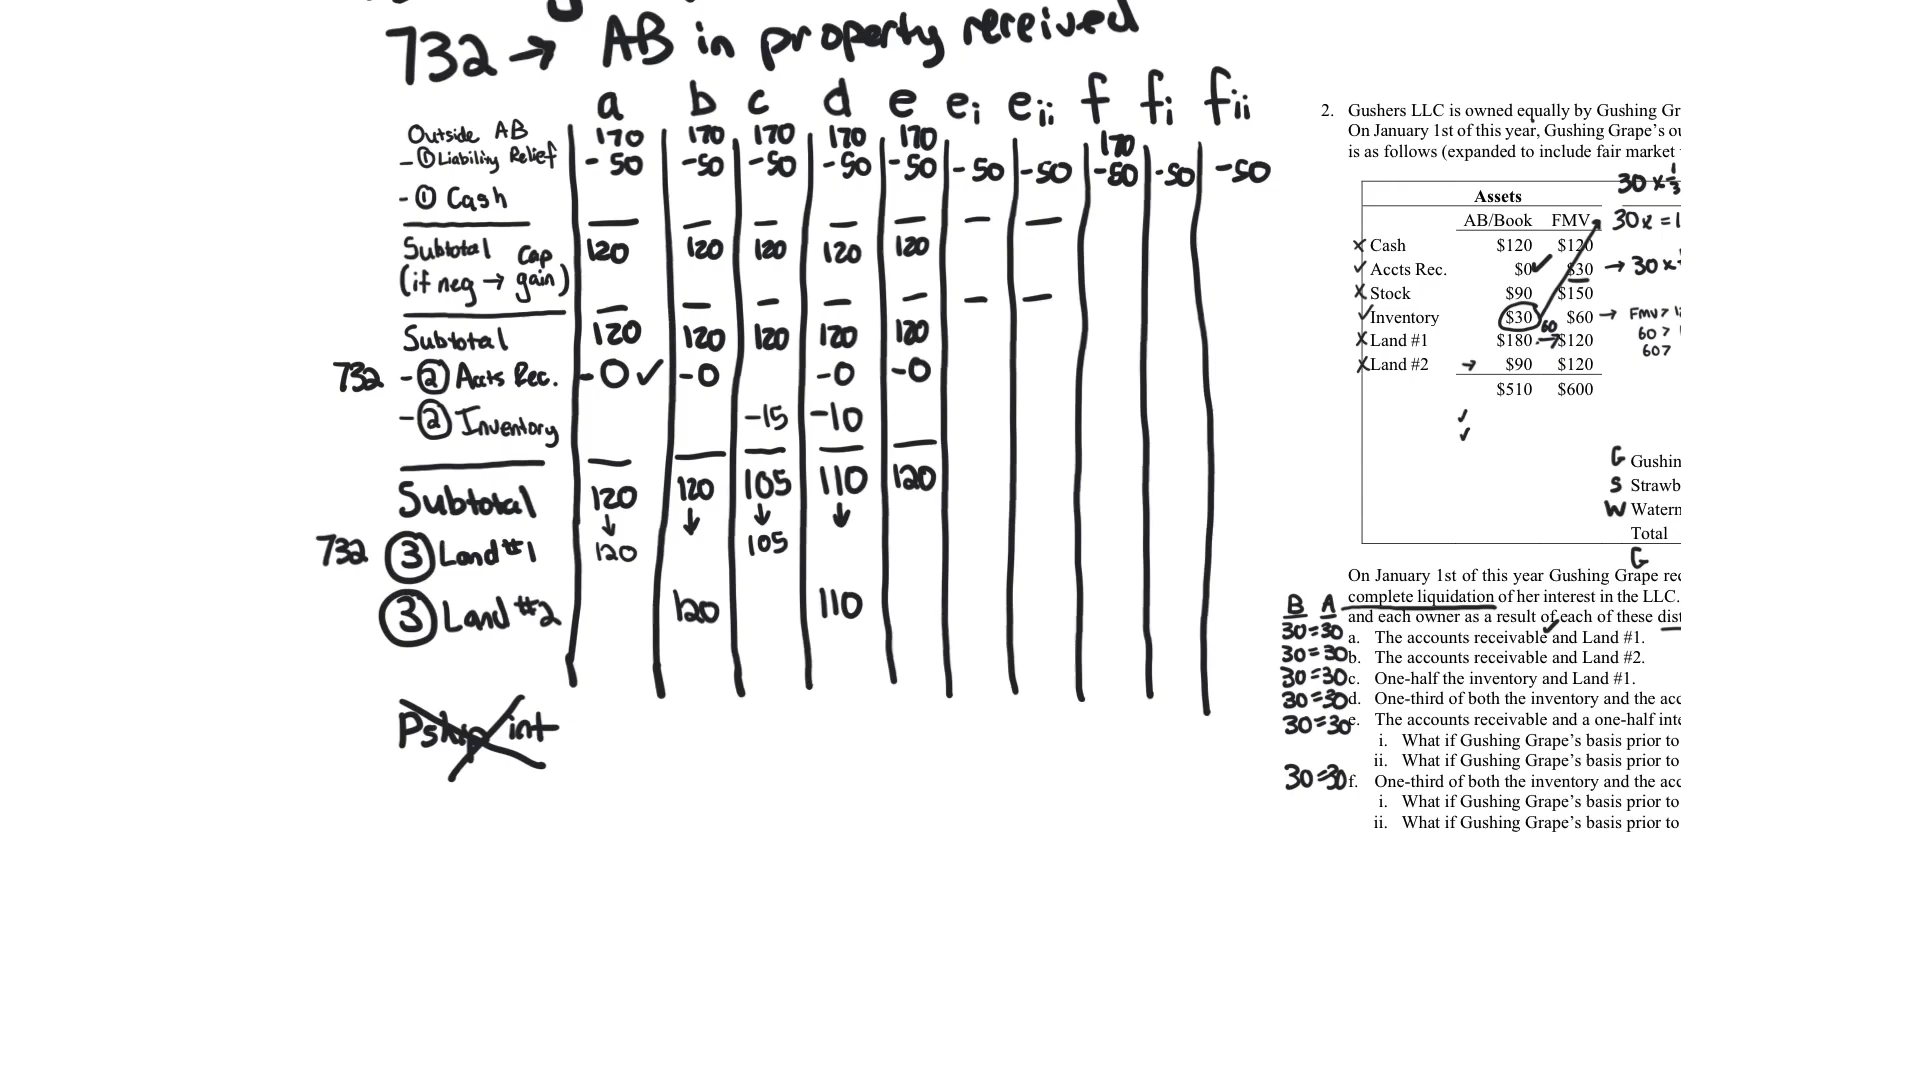 732 → AB in property received
a b c d e ei eii f fi fii
Outside AB 170 170 170 170 170 170
- ① Liability Relief - 50 -50 -50 -50 -50 -50 -50 -50 -50 -50
- ① Cash
Subtotal Cap 120 120 120 120 120
(if neg → gain)
Subtotal 120 120 120 120 120
732 - ② Accts Rec. - 0 ✓ -0 -0 -0
- ② Inventory -15 -10
Subtotal 120 120 105 110 120
↓ ↓ ↓ ↓
732 ③ Land #1 120 105
③ Land #2 120 110
Pship int
2. Gushers LLC is owned equally by Gushing Gr
On January 1st of this year, Gushing Grape's ou
is as follows (expanded to include fair market
30 x 1/3
Assets
AB/Book FMV 30x = 1
x Cash $120 $120
✓ Accts Rec. $0 ✓ $30 → 30 x
x Stock $90 $150
✓ Inventory $30 60 $60 → FMV >
x Land #1 $180 → $120 60 >
x Land #2 → $90 $120 60>
$510 $600
✓
✓
G Gushin
S Strawb
W Watern
Total
G
On January 1st of this year Gushing Grape rec
B A complete liquidation of her interest in the LLC.
and each owner as a result of each of these dist
30=30 a. The accounts receivable and Land #1.
30=30 b. The accounts receivable and Land #2.
30=30 c. One-half the inventory and Land #1.
30=30 d. One-third of both the inventory and the acc
30=30 e. The accounts receivable and a one-half inte
i. What if Gushing Grape's basis prior to
ii. What if Gushing Grape's basis prior to
30=30 f. One-third of both the inventory and the acc
i. What if Gushing Grape's basis prior to
ii. What if Gushing Grape's basis prior to